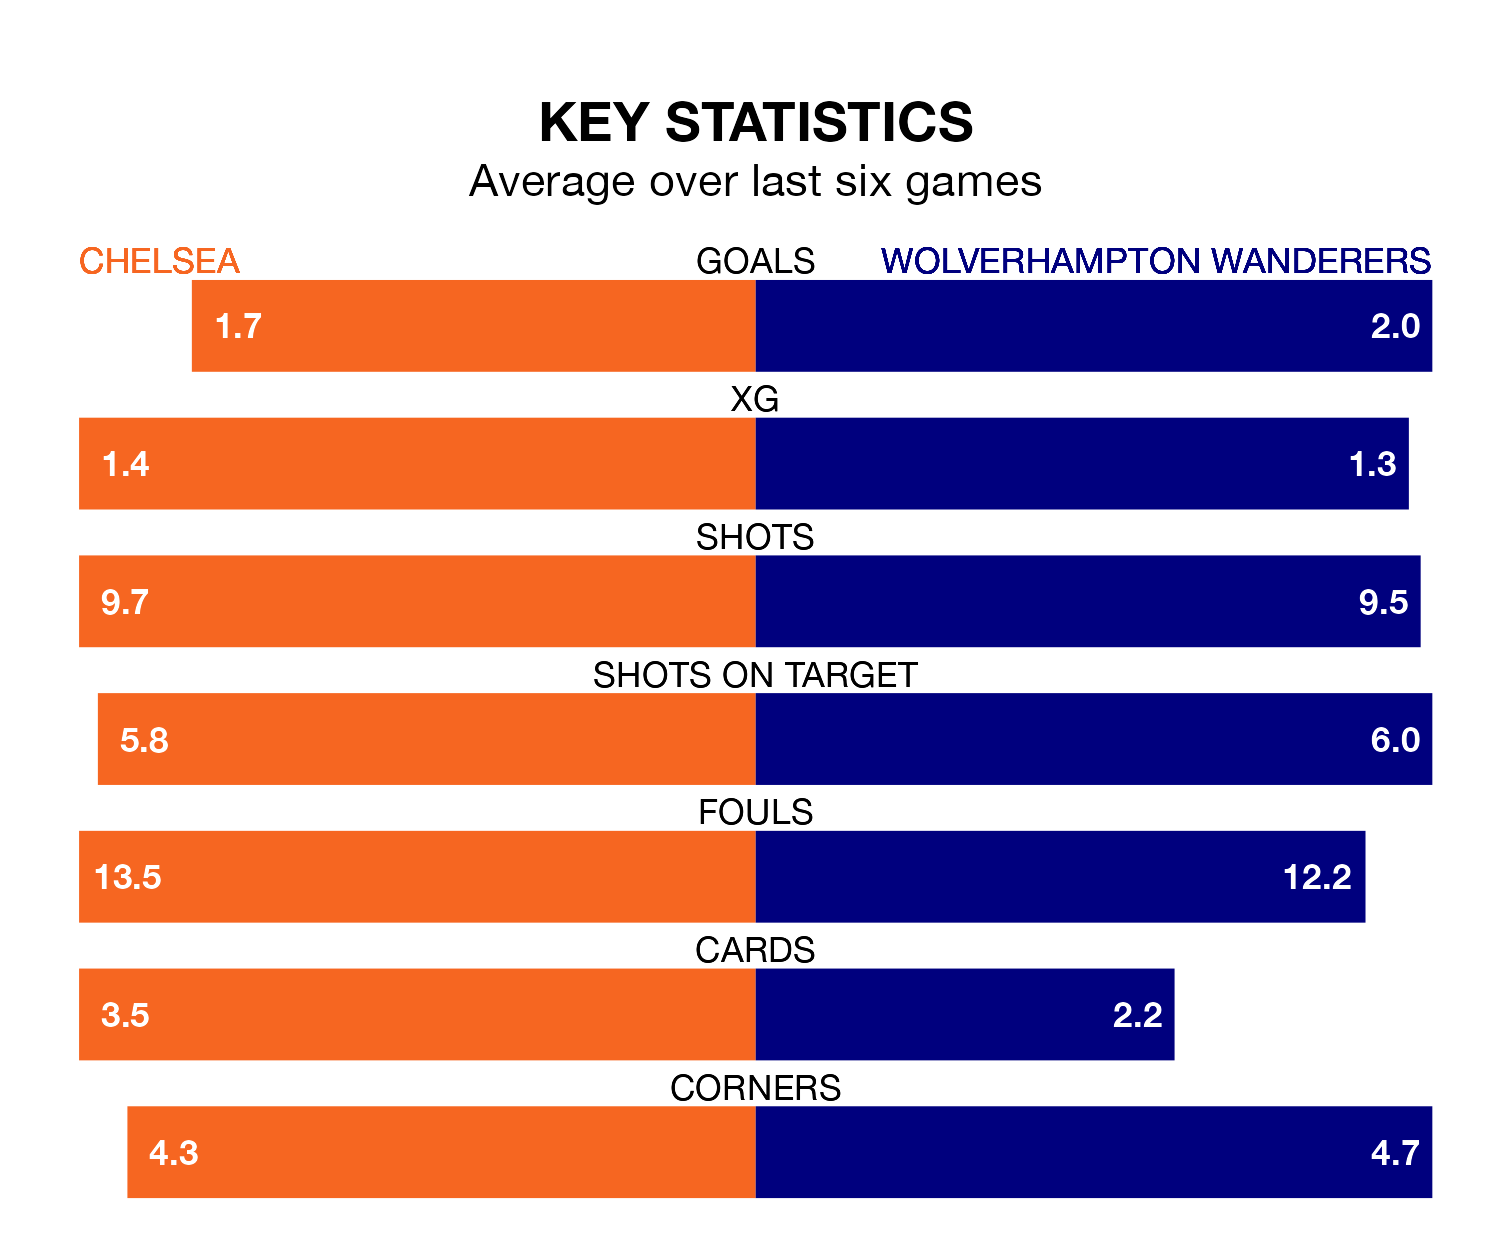 KEY STATISTICS
Average over last six games
CHELSEA GOALS WOLVERHAMPTON WANDERERS
1.7 2.0
XG
1.4 1.3
SHOTS
9.7 9.5
SHOTS ON TARGET
5.8 6.0
FOULS
13.5 12.2
CARDS
3.5 2.2
CORNERS
4.3 4.7